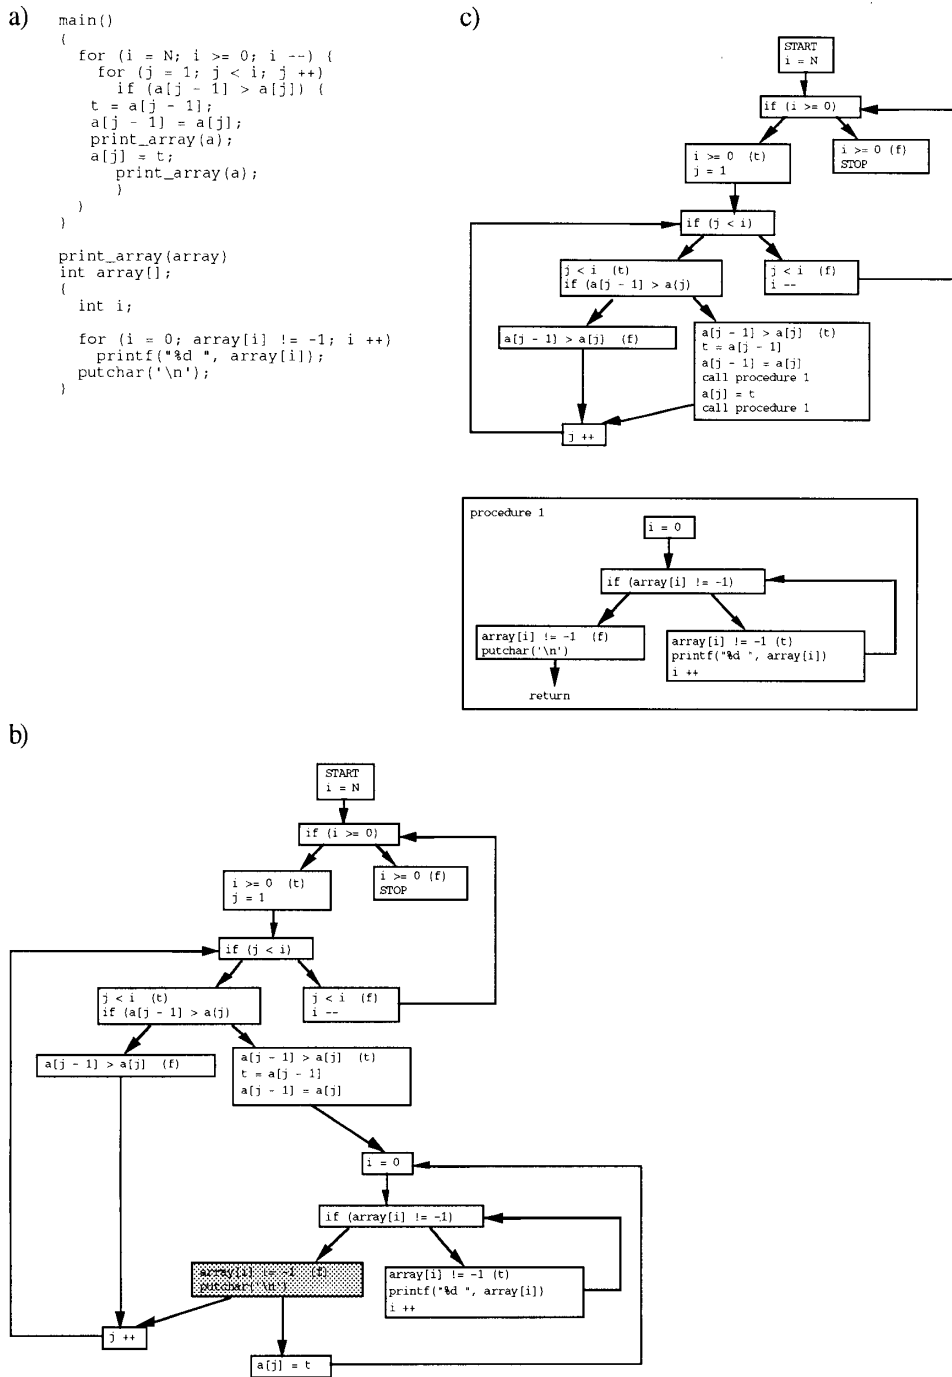 a)
main()
{
for (i = N; i >= 0; i --) {
for (j = 1; j < i; j ++)
if (a[j - 1] > a[j]) {
t = a[j - 1];
a[j - 1] = a[j];
print_array(a);
a[j] = t;
print_array(a);
}
}
}
print_array(array)
int array[];
{
int i;
for (i = 0; array[i] != -1; i ++)
printf("%d ", array[i]);
putchar('\n');
}
c)
START
i = N
if (i >= 0)
i >= 0 (t)
j = 1
i >= 0 (f)
STOP
if (j < i)
j < i (t)
if (a[j - 1] > a(j)
j < i (f)
i --
a[j - 1) > a[j) (f)
a[j - 1] > a[j] (t)
t = a[j - 1]
a[j - 1] = a[j]
call procedure 1
a[j] = t
call procedure 1
j ++
procedure 1
i = 0
if (array[i] != -1)
array[i] != -1 (f)
putchar('\n')
array[i] != -1 (t)
printf("%d ", array[i])
i ++
return
b)
START
i = N
if (i >= 0)
i >= 0 (t)
j = 1
i >= 0 (f)
STOP
if (j < i)
j < i (t)
if (a[j - 1] > a(j)
j < i (f)
i --
a[j - 1] > a[j] (f)
a[j - 1] > a[j] (t)
t = a[j - 1]
a[j - 1] = a[j]
i = 0
if (array[i] != -1)
array[i] != -1 (f)
putchar('\n')
array[i] != -1 (t)
printf("%d ", array[i])
i ++
j ++
a[j] = t